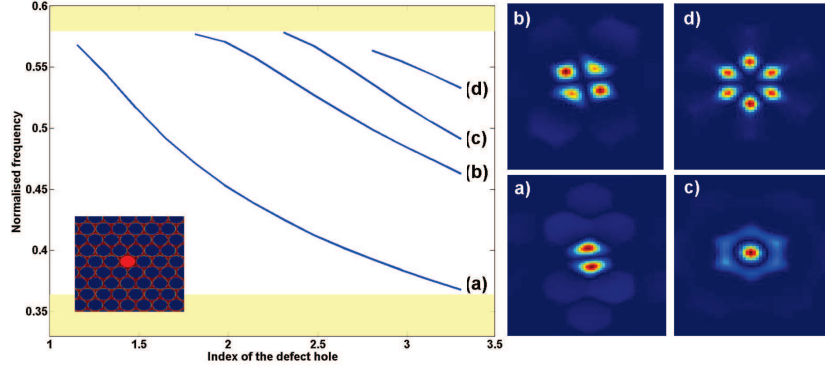 0.6
0.55
0.5
0.45
0.4
0.35
Normalised frequency
1
1.5
2
2.5
3
3.5
Index of the defect hole
(d)
(c)
(b)
(a)
b)
d)
a)
c)